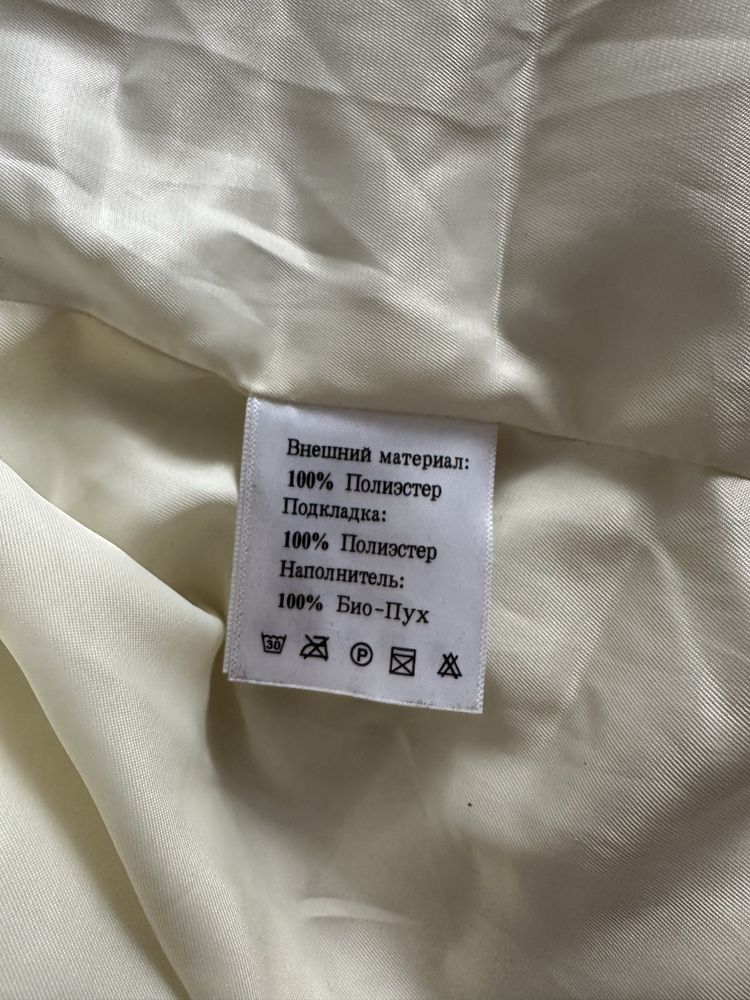 Внешний материал:
100% Полиэстер
Подкладка:
100% Полиэстер
Наполнитель:
100% Био-Пух
30 P